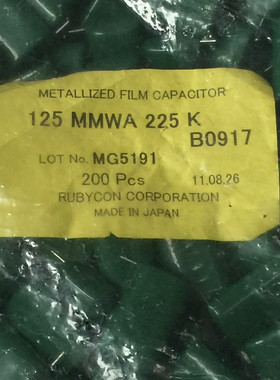 METALLIZED FILM CAPACITOR
125 MMWA 225 K
B0917
LOT No. MG5191
200 Pcs 11.08.26
RUBYCON CORPORATION
MADE IN JAPAN